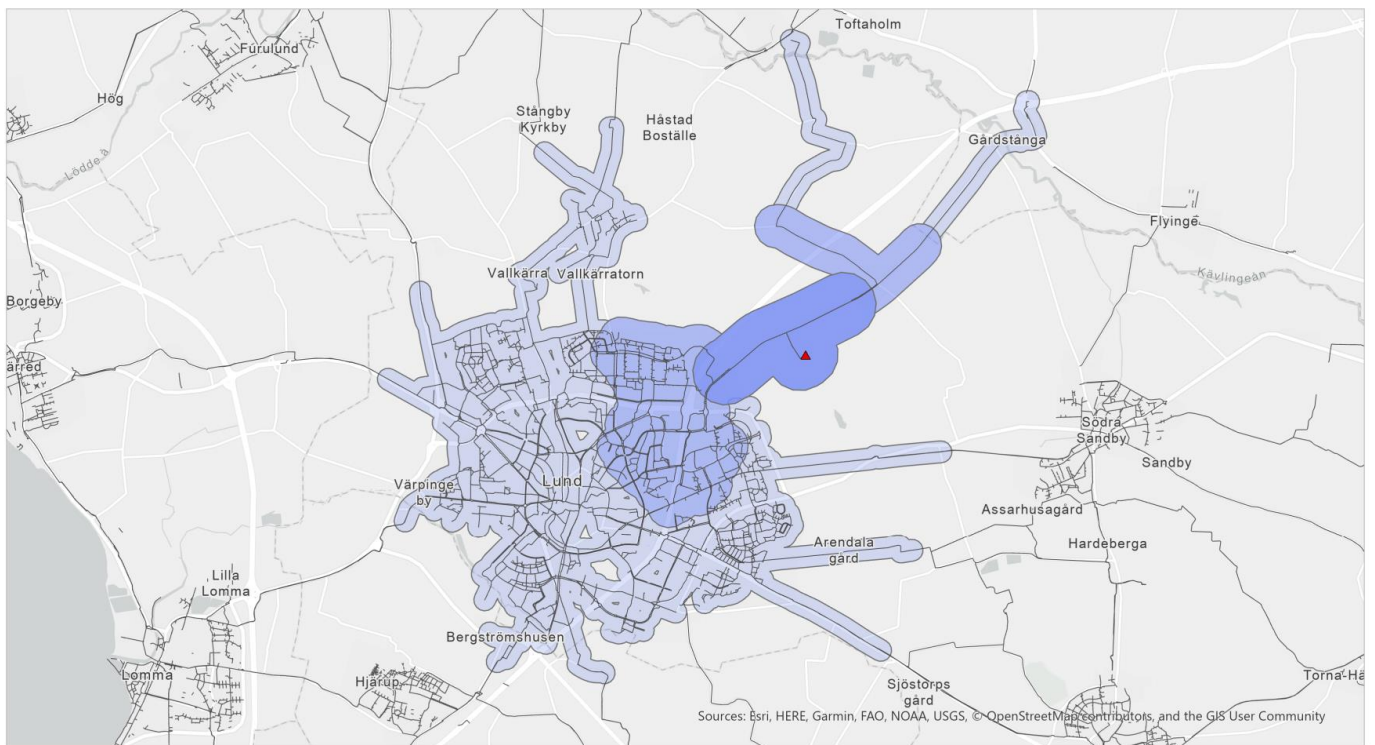 Toftaholm
Furulund
Hög
Stångby
Kyrkby
Håstad
Boställe
Gårdstånga
Lödde å
Flyinge
Kävlingeån
Vallkärra
Vallkärratorn
Borgeby
ärred
Södra
Sandby
Sandby
Lund
Värpinge
by
Assarhusagård
Arendala
gård
Hardeberga
Lilla
Lomma
Bergströmshusen
Lomma
Hjärup
Sjöstorps
gård
Torna-Hä
Sources: Esri, HERE, Garmin, FAO, NOAA, USGS, © OpenStreetMap contributors, and the GIS User Community